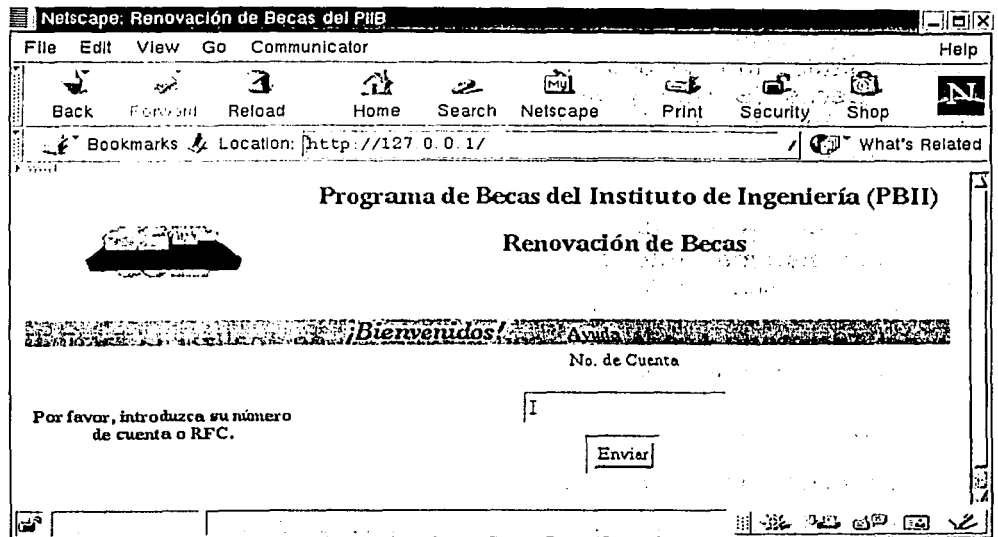 Netscape: Renovación de Becas del PIIB
File Edit View Go Communicator Help
Back Forward Reload Home Search Netscape Print Security Shop
Bookmarks Location: http://127.0.0.1/ What's Related
Programa de Becas del Instituto de Ingeniería (PBII)
Renovación de Becas
¡Bienvenidos! Ayuda
No. de Cuenta
Por favor, introduzca su número
de cuenta o RFC.
Enviar